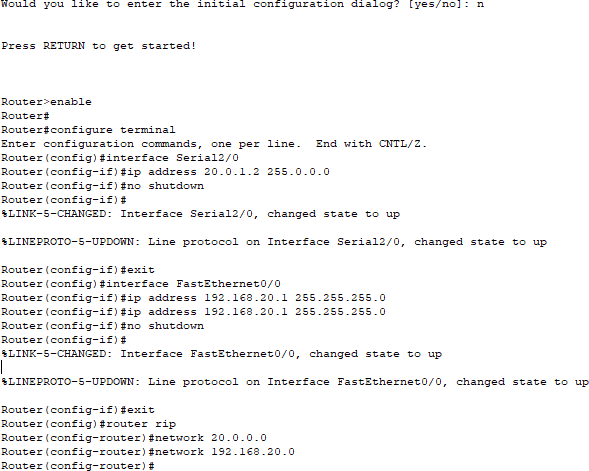 Would you like to enter the initial configuration dialog? [yes/no]: n
Press RETURN to get started!
Router>enable
Router#
Router#configure terminal
Enter configuration commands, one per line.  End with CNTL/Z.
Router(config)#interface Serial2/0
Router(config-if)#ip address 20.0.1.2 255.0.0.0
Router(config-if)#no shutdown
Router(config-if)#
%LINK-5-CHANGED: Interface Serial2/0, changed state to up
%LINEPROTO-5-UPDOWN: Line protocol on Interface Serial2/0, changed state to up
Router(config-if)#exit
Router(config)#interface FastEthernet0/0
Router(config-if)#ip address 192.168.20.1 255.255.255.0
Router(config-if)#ip address 192.168.20.1 255.255.255.0
Router(config-if)#no shutdown
Router(config-if)#
%LINK-5-CHANGED: Interface FastEthernet0/0, changed state to up
%LINEPROTO-5-UPDOWN: Line protocol on Interface FastEthernet0/0, changed state to up
Router(config-if)#exit
Router(config)#router rip
Router(config-router)#network 20.0.0.0
Router(config-router)#network 192.168.20.0
Router(config-router)#